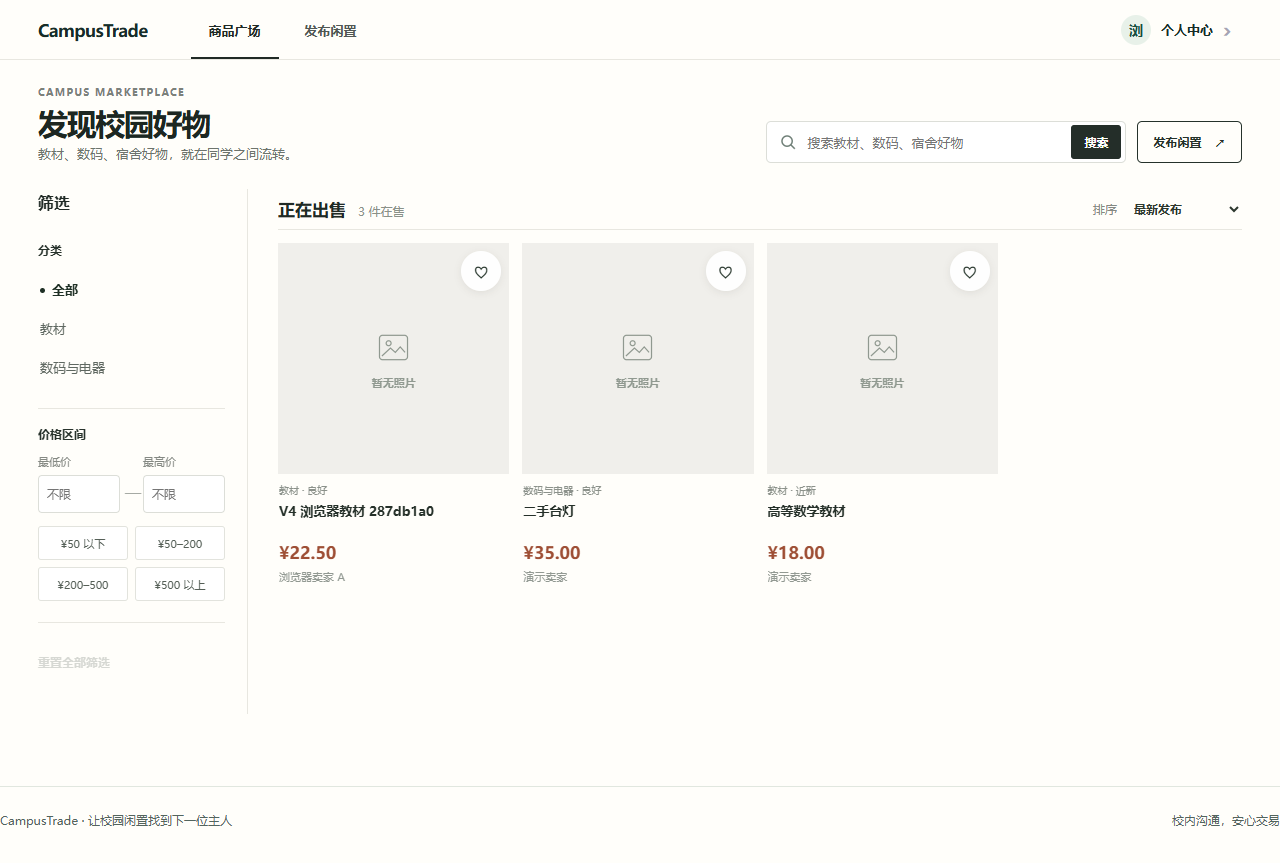 CampusTrade
商品广场
发布闲置
浏
个人中心
CAMPUS MARKETPLACE
发现校园好物
教材、数码、宿舍好物，就在同学之间流转。
搜索教材、数码、宿舍好物
搜索
发布闲置 ↗
筛选
分类
• 全部
教材
数码与电器
价格区间
最低价
最高价
不限
—
不限
¥50 以下
¥50–200
¥200–500
¥500 以上
重置全部筛选
正在出售
3 件在售
排序
最新发布
暂无照片
教材 · 良好
V4 浏览器教材 287db1a0
¥22.50
浏览器卖家 A
暂无照片
数码与电器 · 良好
二手台灯
¥35.00
演示卖家
暂无照片
教材 · 近新
高等数学教材
¥18.00
演示卖家
CampusTrade · 让校园闲置找到下一位主人
校内沟通，安心交易